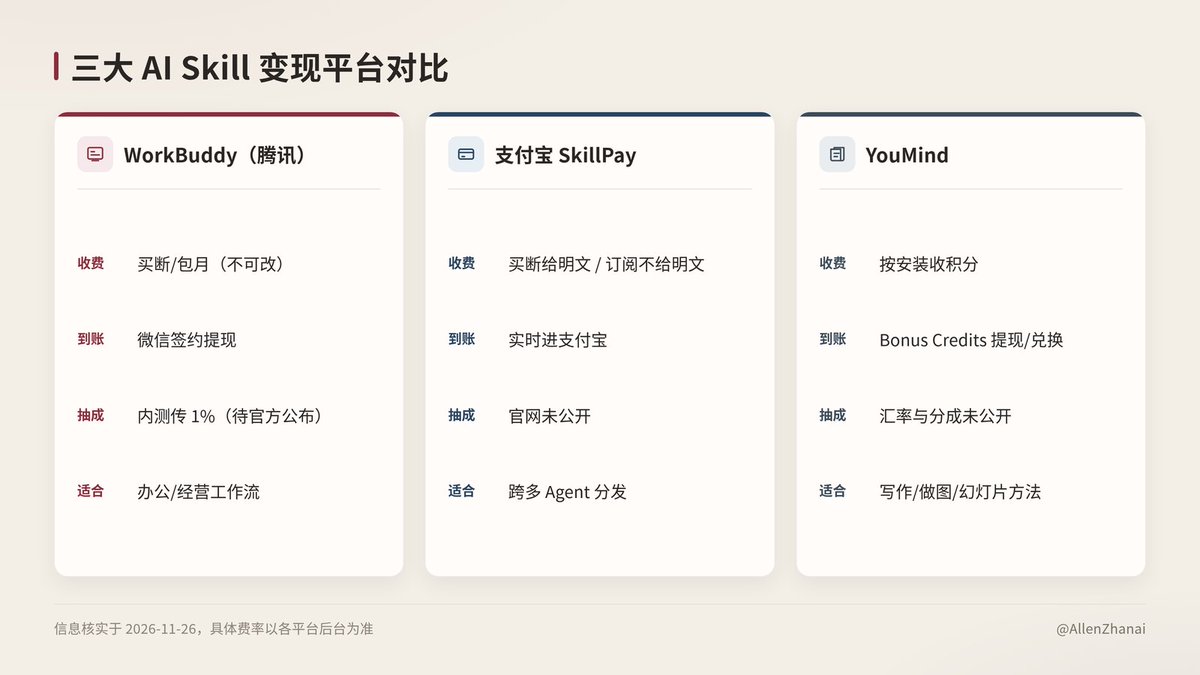 三大 AI Skill 变现平台对比
WorkBuddy（腾讯）
收费 买断/包月（不可改）
到账 微信签约提现
抽成 内测传 1%（待官方公布）
适合 办公/经营工作流
支付宝 SkillPay
收费 买断给明文 / 订阅不给明文
到账 实时进支付宝
抽成 官网未公开
适合 跨多 Agent 分发
YouMind
收费 按安装收积分
到账 Bonus Credits 提现/兑换
抽成 汇率与分成未公开
适合 写作/做图/幻灯片方法
信息核实于 2026-11-26，具体费率以各平台后台为准
@AllenZhanai